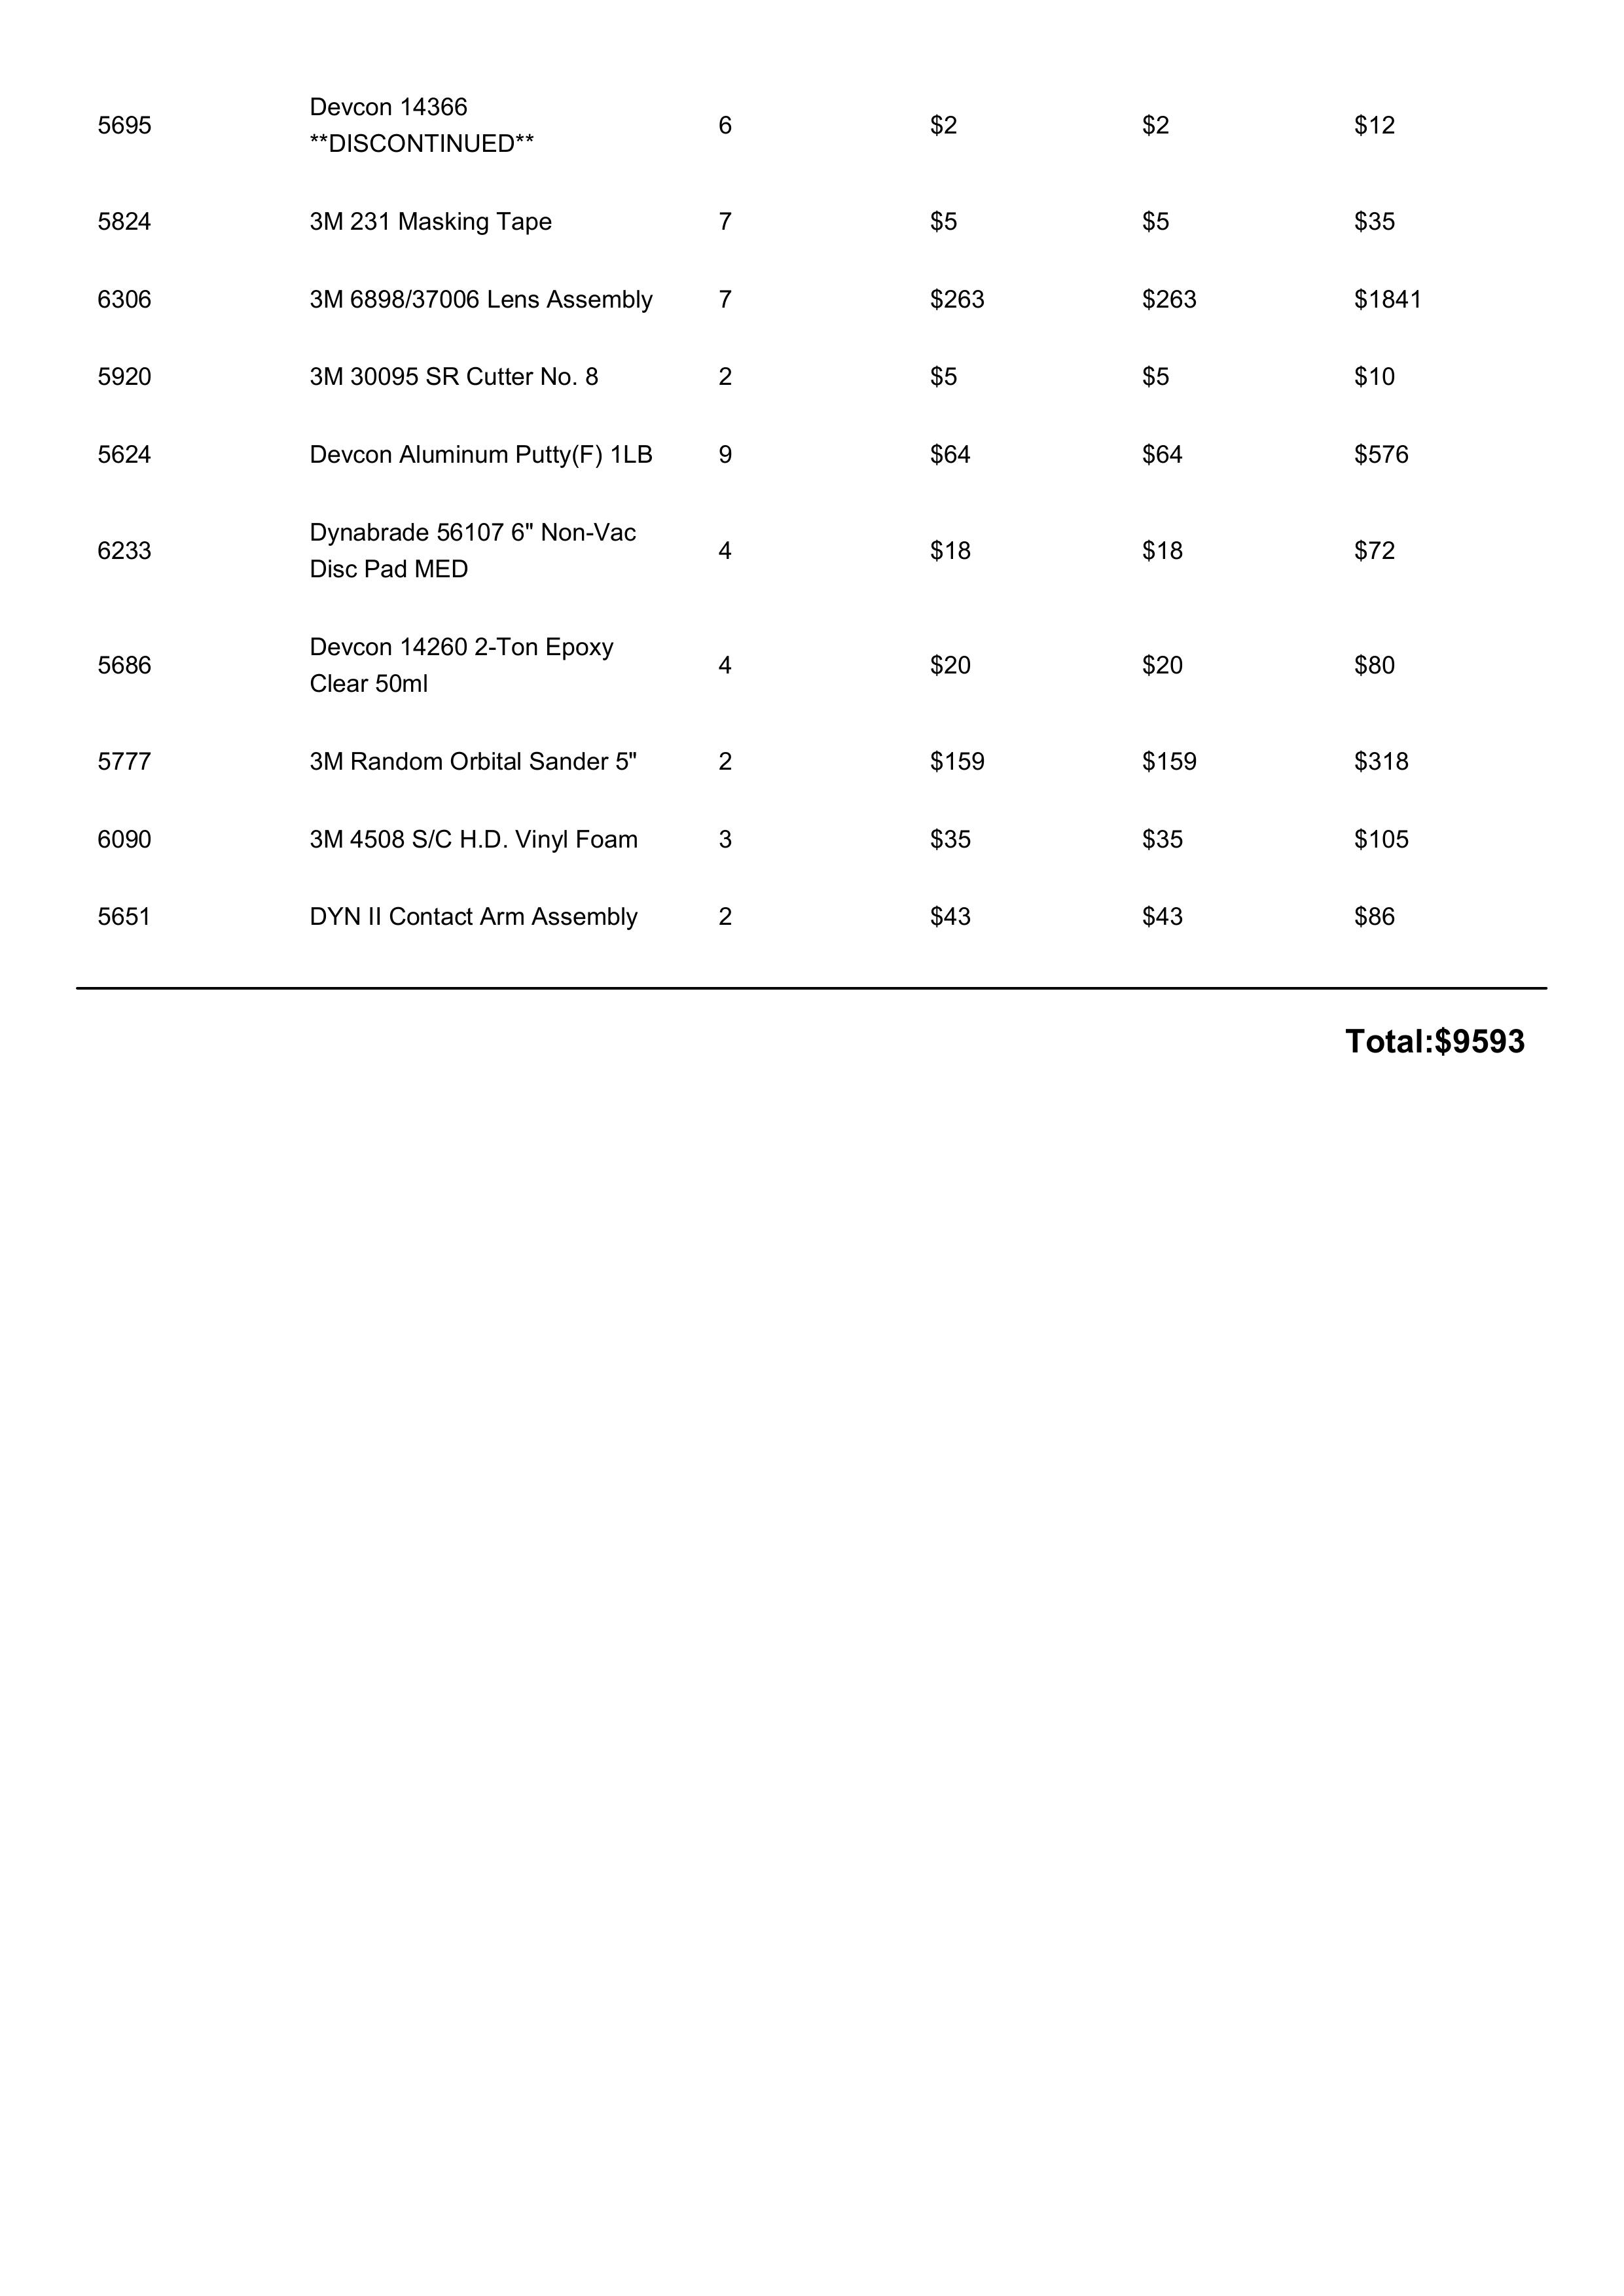 Devcon 14366
5695 6 $2 $2 $12
**DISCONTINUED**
5824 3M 231 Masking Tape 7 $5 $5 $35
6306 3M 6898/37006 Lens Assembly 7 $263 $263 $1841
5920 3M 30095 SR Cutter No. 8 2 $5 $5 $10
5624 Devcon Aluminum Putty(F) 1LB 9 $64 $64 $576
Dynabrade 56107 6" Non-Vac
6233 4 $18 $18 $72
Disc Pad MED
Devcon 14260 2-Ton Epoxy
5686 4 $20 $20 $80
Clear 50ml
5777 3M Random Orbital Sander 5" 2 $159 $159 $318
6090 3M 4508 S/C H.D. Vinyl Foam 3 $35 $35 $105
5651 DYN II Contact Arm Assembly 2 $43 $43 $86
Total:$9593